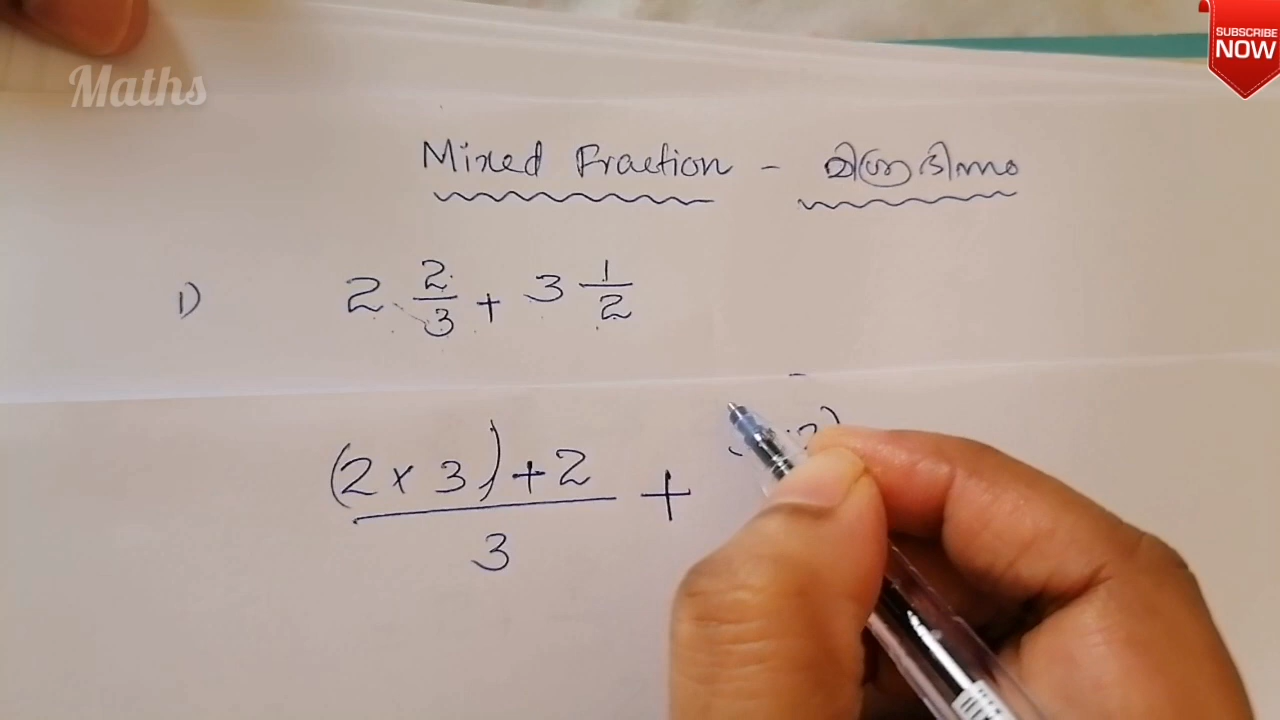 SUBSCRIBE
NOW
Maths
Mixed Fraction - മിശ്രഭിന്നം
1) 2 2/3 + 3 1/2
(2 × 3) + 2 / 3 +